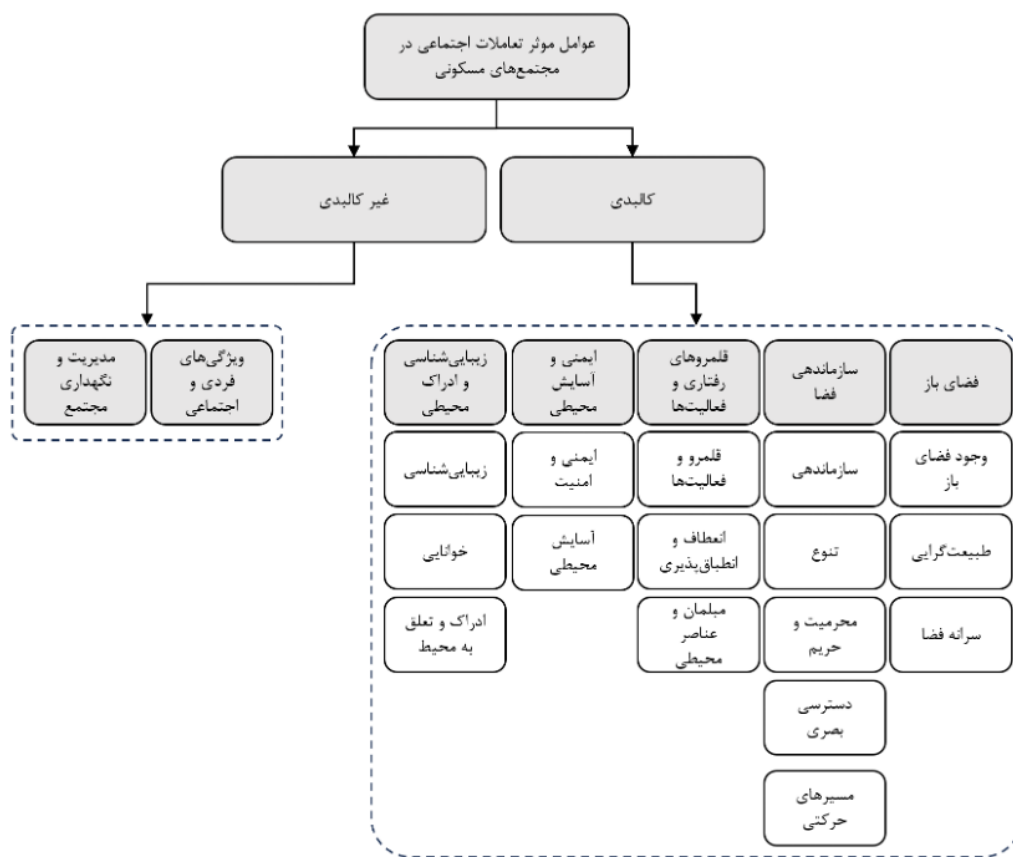 عوامل موثر تعاملات اجتماعی در
مجتمع‌های مسکونی
کالبدی
غیر کالبدی
فضای باز
سازماندهی
فضا
قلمروهای
رفتاری و
فعالیت‌ها
ایمنی و
آسایش
محیطی
زیبایی‌شناسی
و ادراک
محیطی
ویژگی‌های
فردی و
اجتماعی
مدیریت و
نگهداری
مجتمع
وجود فضای
باز
سازماندهی
قلمرو و
فعالیت‌ها
ایمنی و
امنیت
زیبایی‌شناسی
طبیعت‌گرایی
تنوع
انعطاف و
انطباق‌پذیری
آسایش
محیطی
خوانایی
سرانه فضا
محرمیت و
حریم
مبلمان و
عناصر
محیطی
ادراک و تعلق
به محیط
دسترسی
بصری
مسیرهای
حرکتی